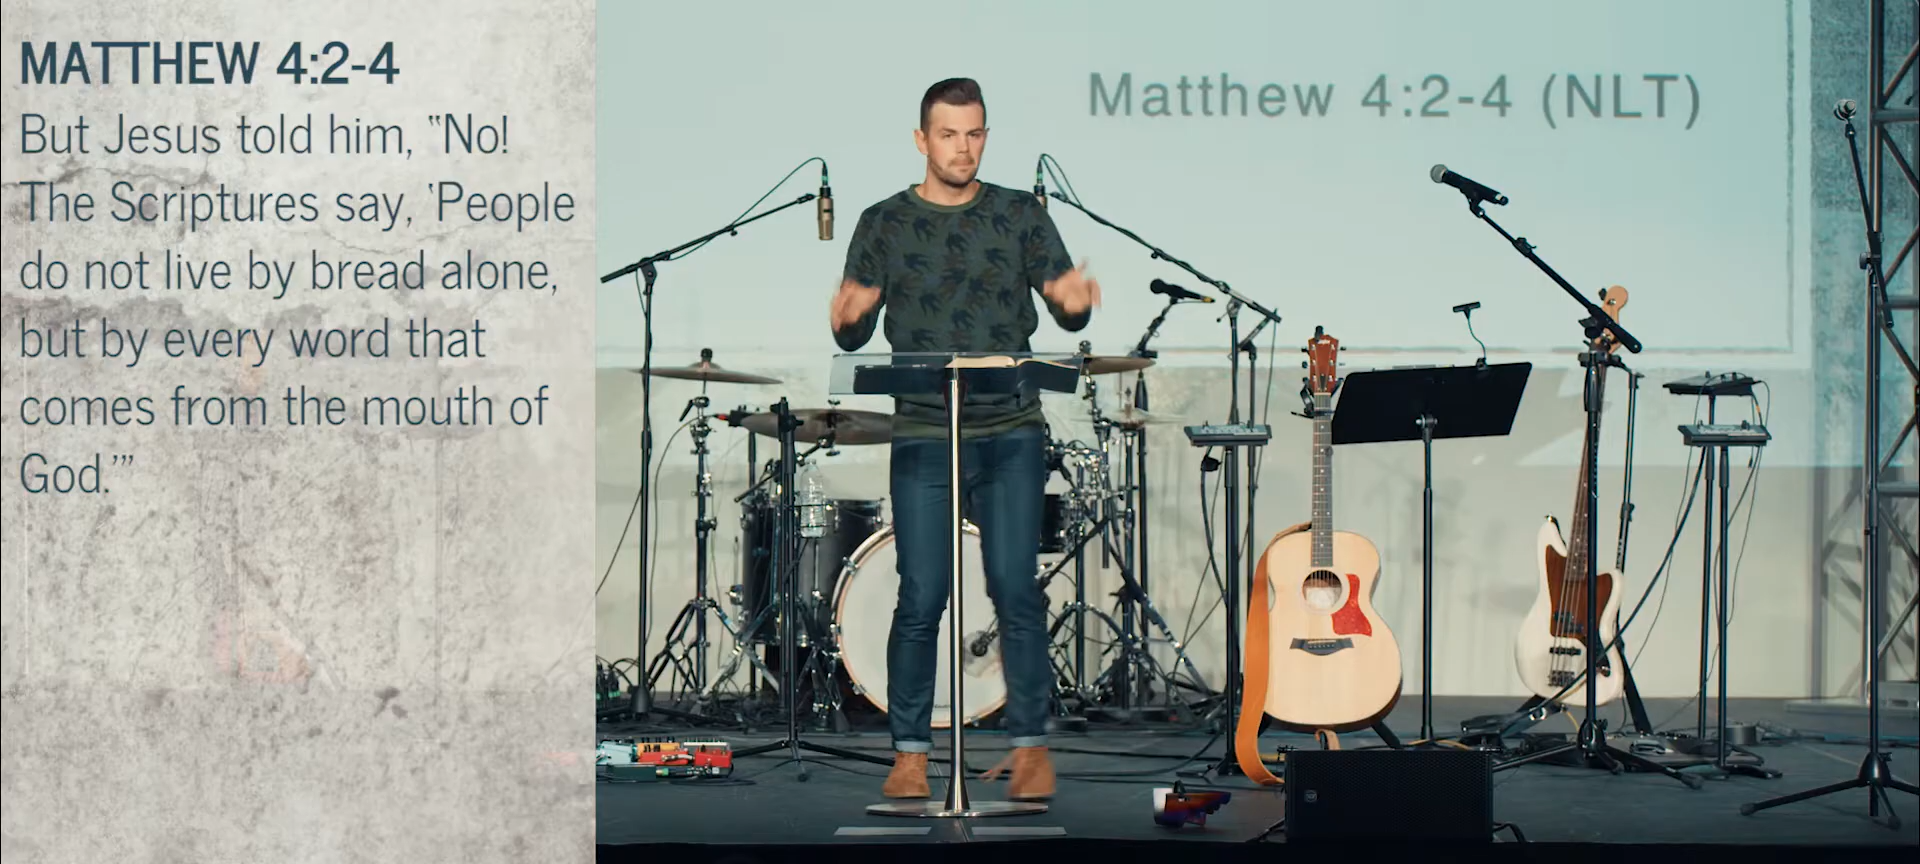 MATTHEW 4:2-4
But Jesus told him, “No!
The Scriptures say, ‘People
do not live by bread alone,
but by every word that
comes from the mouth of
God.’”
Matthew 4:2-4 (NLT)